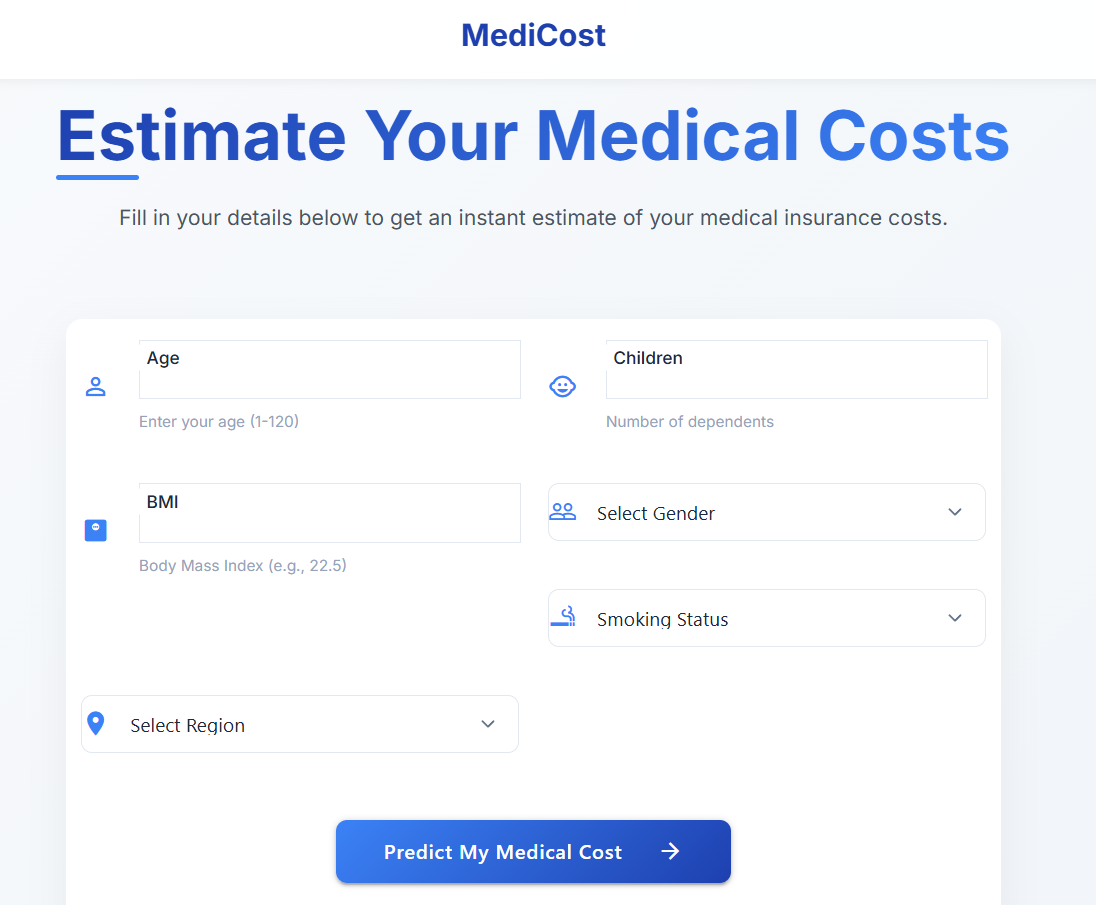 MediCost
Estimate Your Medical Costs
Fill in your details below to get an instant estimate of your medical insurance costs.
Age
Enter your age (1-120)
Children
Number of dependents
BMI
Body Mass Index (e.g., 22.5)
Select Gender
Smoking Status
Select Region
Predict My Medical Cost